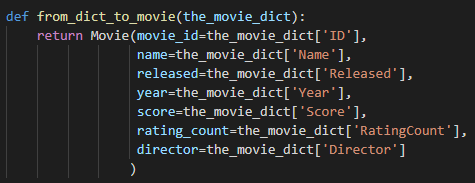 def from_dict_to_movie(the_movie_dict):
    return Movie(movie_id=the_movie_dict['ID'],
                 name=the_movie_dict['Name'],
                 released=the_movie_dict['Released'],
                 year=the_movie_dict['Year'],
                 score=the_movie_dict['Score'],
                 rating_count=the_movie_dict['RatingCount'],
                 director=the_movie_dict['Director']
                )